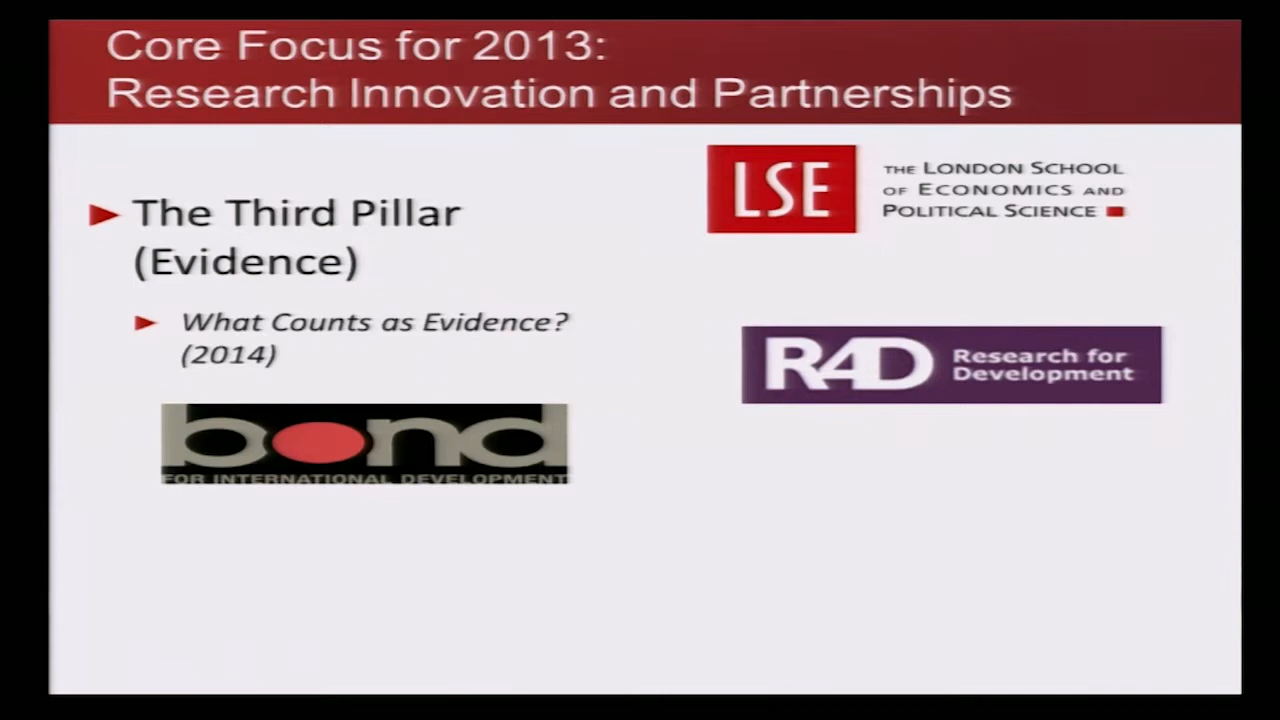 Core Focus for 2013:
Research Innovation and Partnerships
The Third Pillar
(Evidence)
What Counts as Evidence?
(2014)
bond
FOR INTERNATIONAL DEVELOPMENT
LSE
THE LONDON SCHOOL
OF ECONOMICS AND
POLITICAL SCIENCE
R4D
Research for
Development